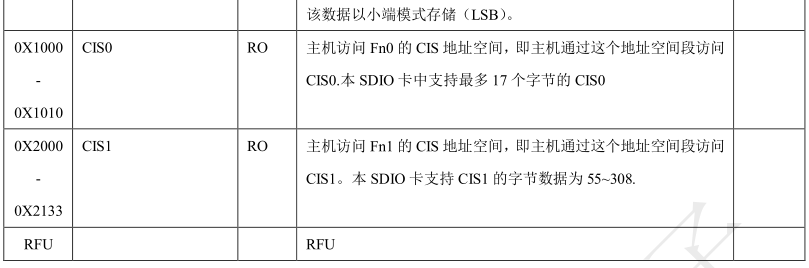 该数据以小端模式存储（LSB）。
0X1000 CIS0 RO 主机访问 Fn0 的 CIS 地址空间，即主机通过这个地址空间段访问
- CIS0.本 SDIO 卡中支持最多 17 个字节的 CIS0
0X1010
0X2000 CIS1 RO 主机访问 Fn1 的 CIS 地址空间，即主机通过这个地址空间段访问
- CIS1。本 SDIO 卡支持 CIS1 的字节数据为 55~308.
0X2133
RFU RFU